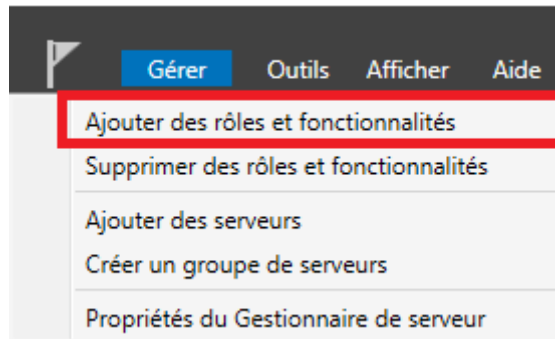 Gérer Outils Afficher Aide
Ajouter des rôles et fonctionnalités
Supprimer des rôles et fonctionnalités
Ajouter des serveurs
Créer un groupe de serveurs
Propriétés du Gestionnaire de serveur